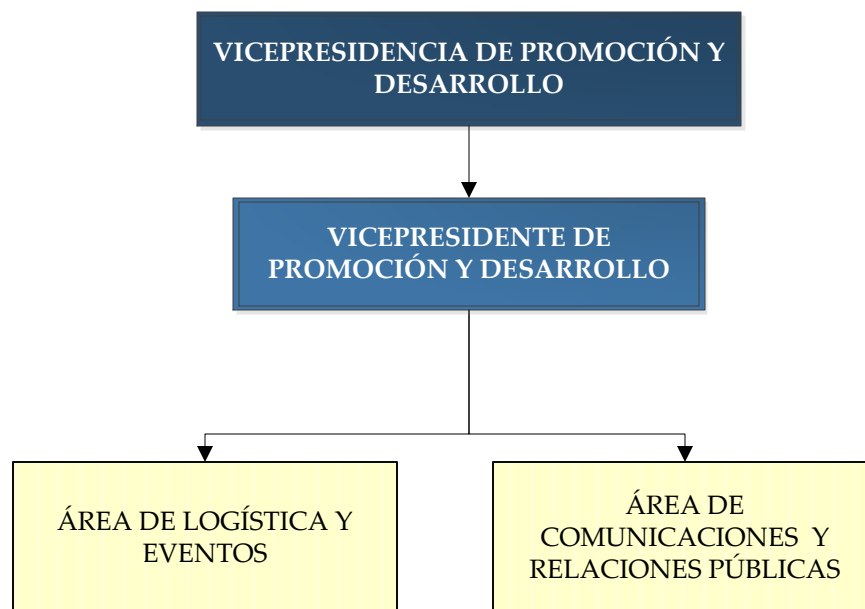 VICEPRESIDENCIA DE PROMOCIÓN Y
DESARROLLO
VICEPRESIDENTE DE
PROMOCIÓN Y DESARROLLO
ÁREA DE LOGÍSTICA Y
EVENTOS
ÁREA DE
COMUNICACIONES Y
RELACIONES PÚBLICAS